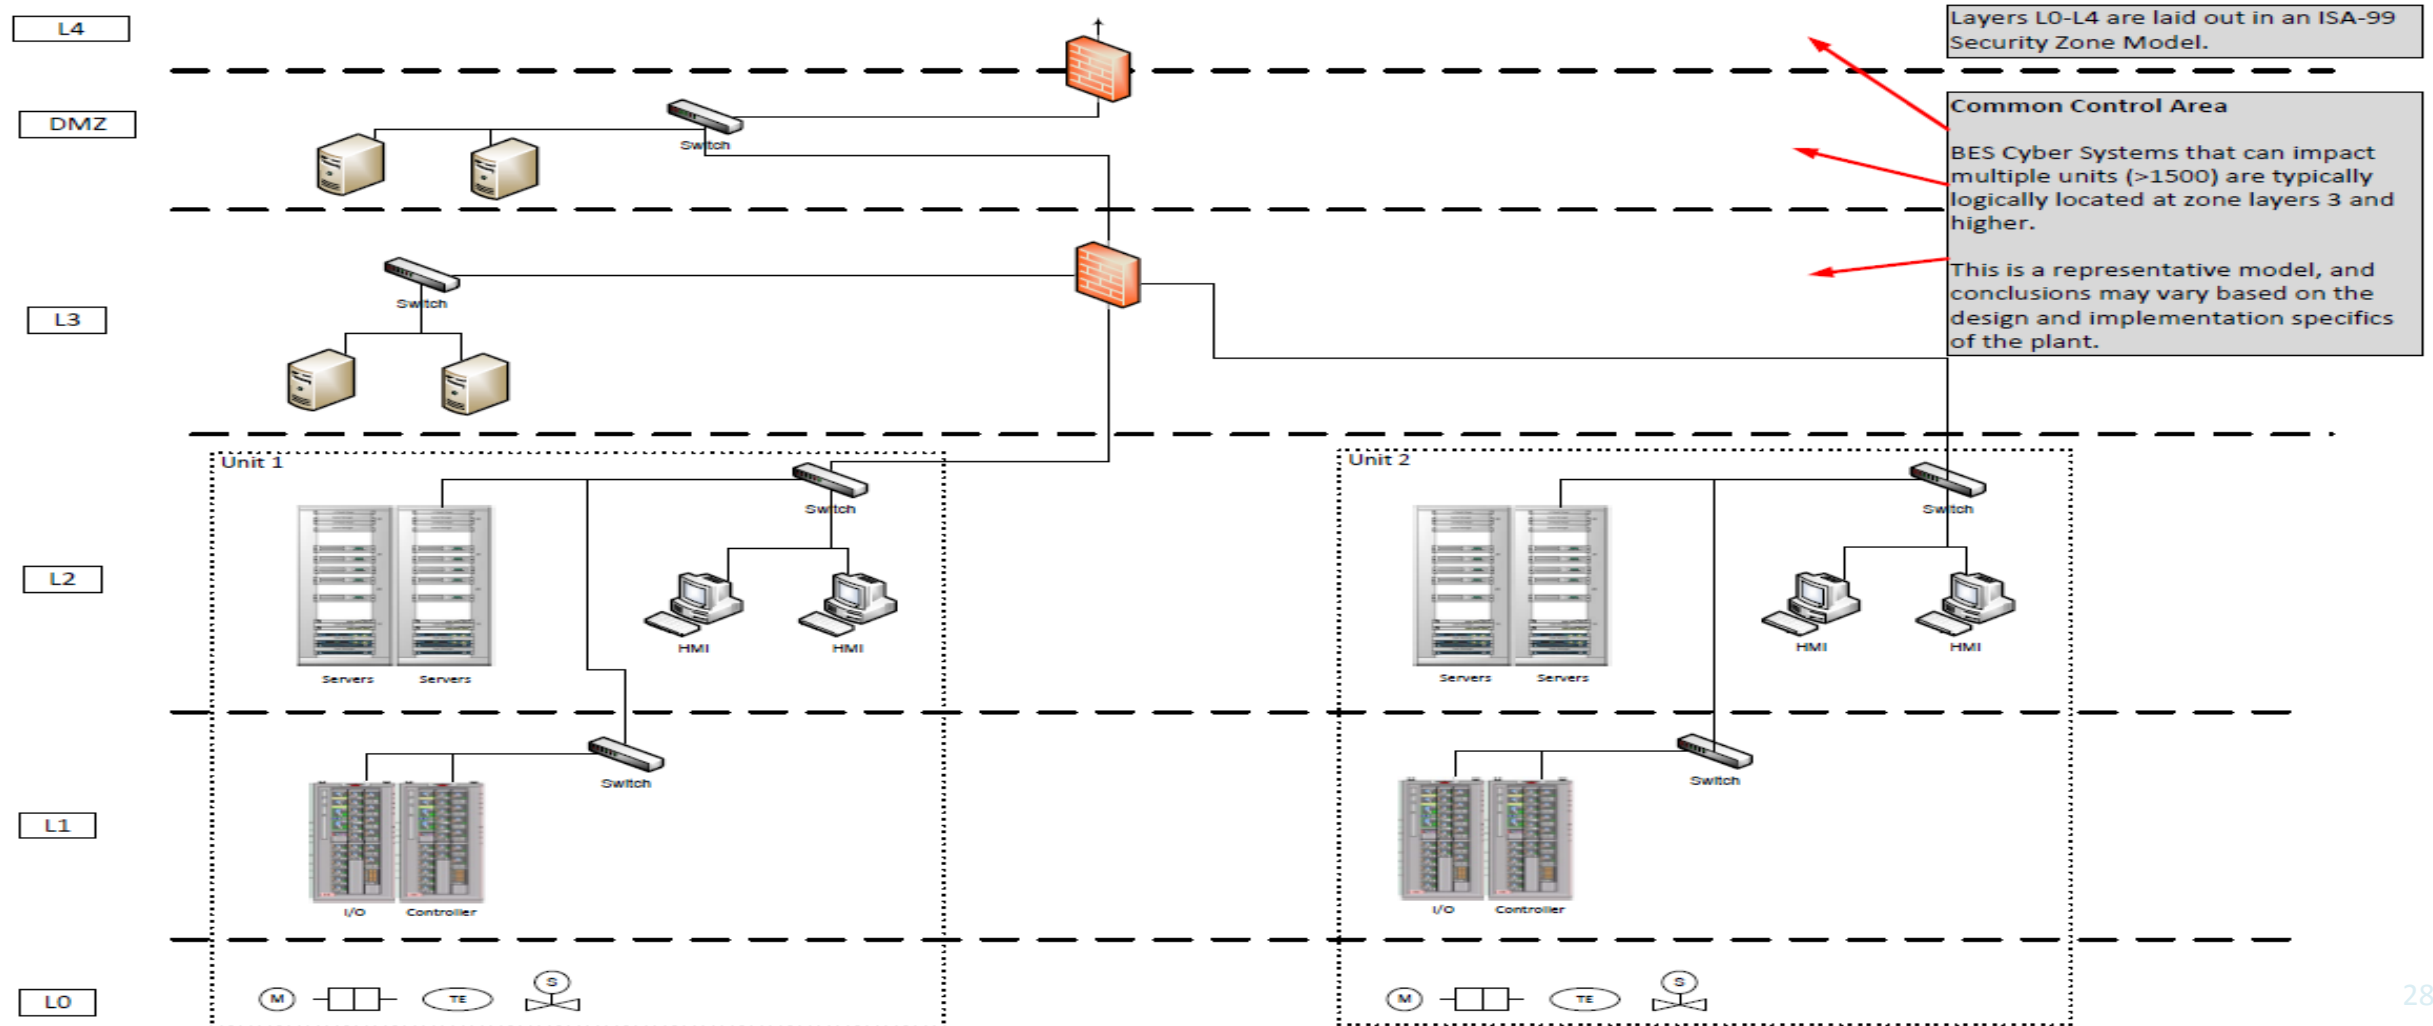 L4
Layers L0-L4 are laid out in an ISA-99
Security Zone Model.
DMZ
Switch
Common Control Area
BES Cyber Systems that can impact
multiple units (>1500) are typically
logically located at zone layers 3 and
higher.
This is a representative model, and
conclusions may vary based on the
design and implementation specifics
of the plant.
L3
Switch
Unit 1
Unit 2
Switch
Switch
L2
HMI
HMI
HMI
HMI
Servers
Servers
Servers
Servers
Switch
Switch
L1
I/O
Controller
I/O
Controller
L0
M
TE
S
M
TE
S
28